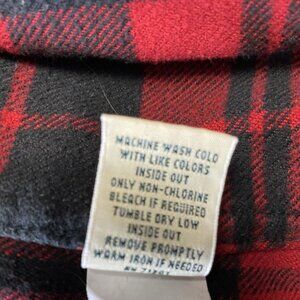 MACHINE WASH COLD
WITH LIKE COLORS
INSIDE OUT
ONLY NON-CHLORINE
BLEACH IF REQUIRED
TUMBLE DRY LOW
INSIDE OUT
REMOVE PROMPTLY
WARM IRON IF NEEDED